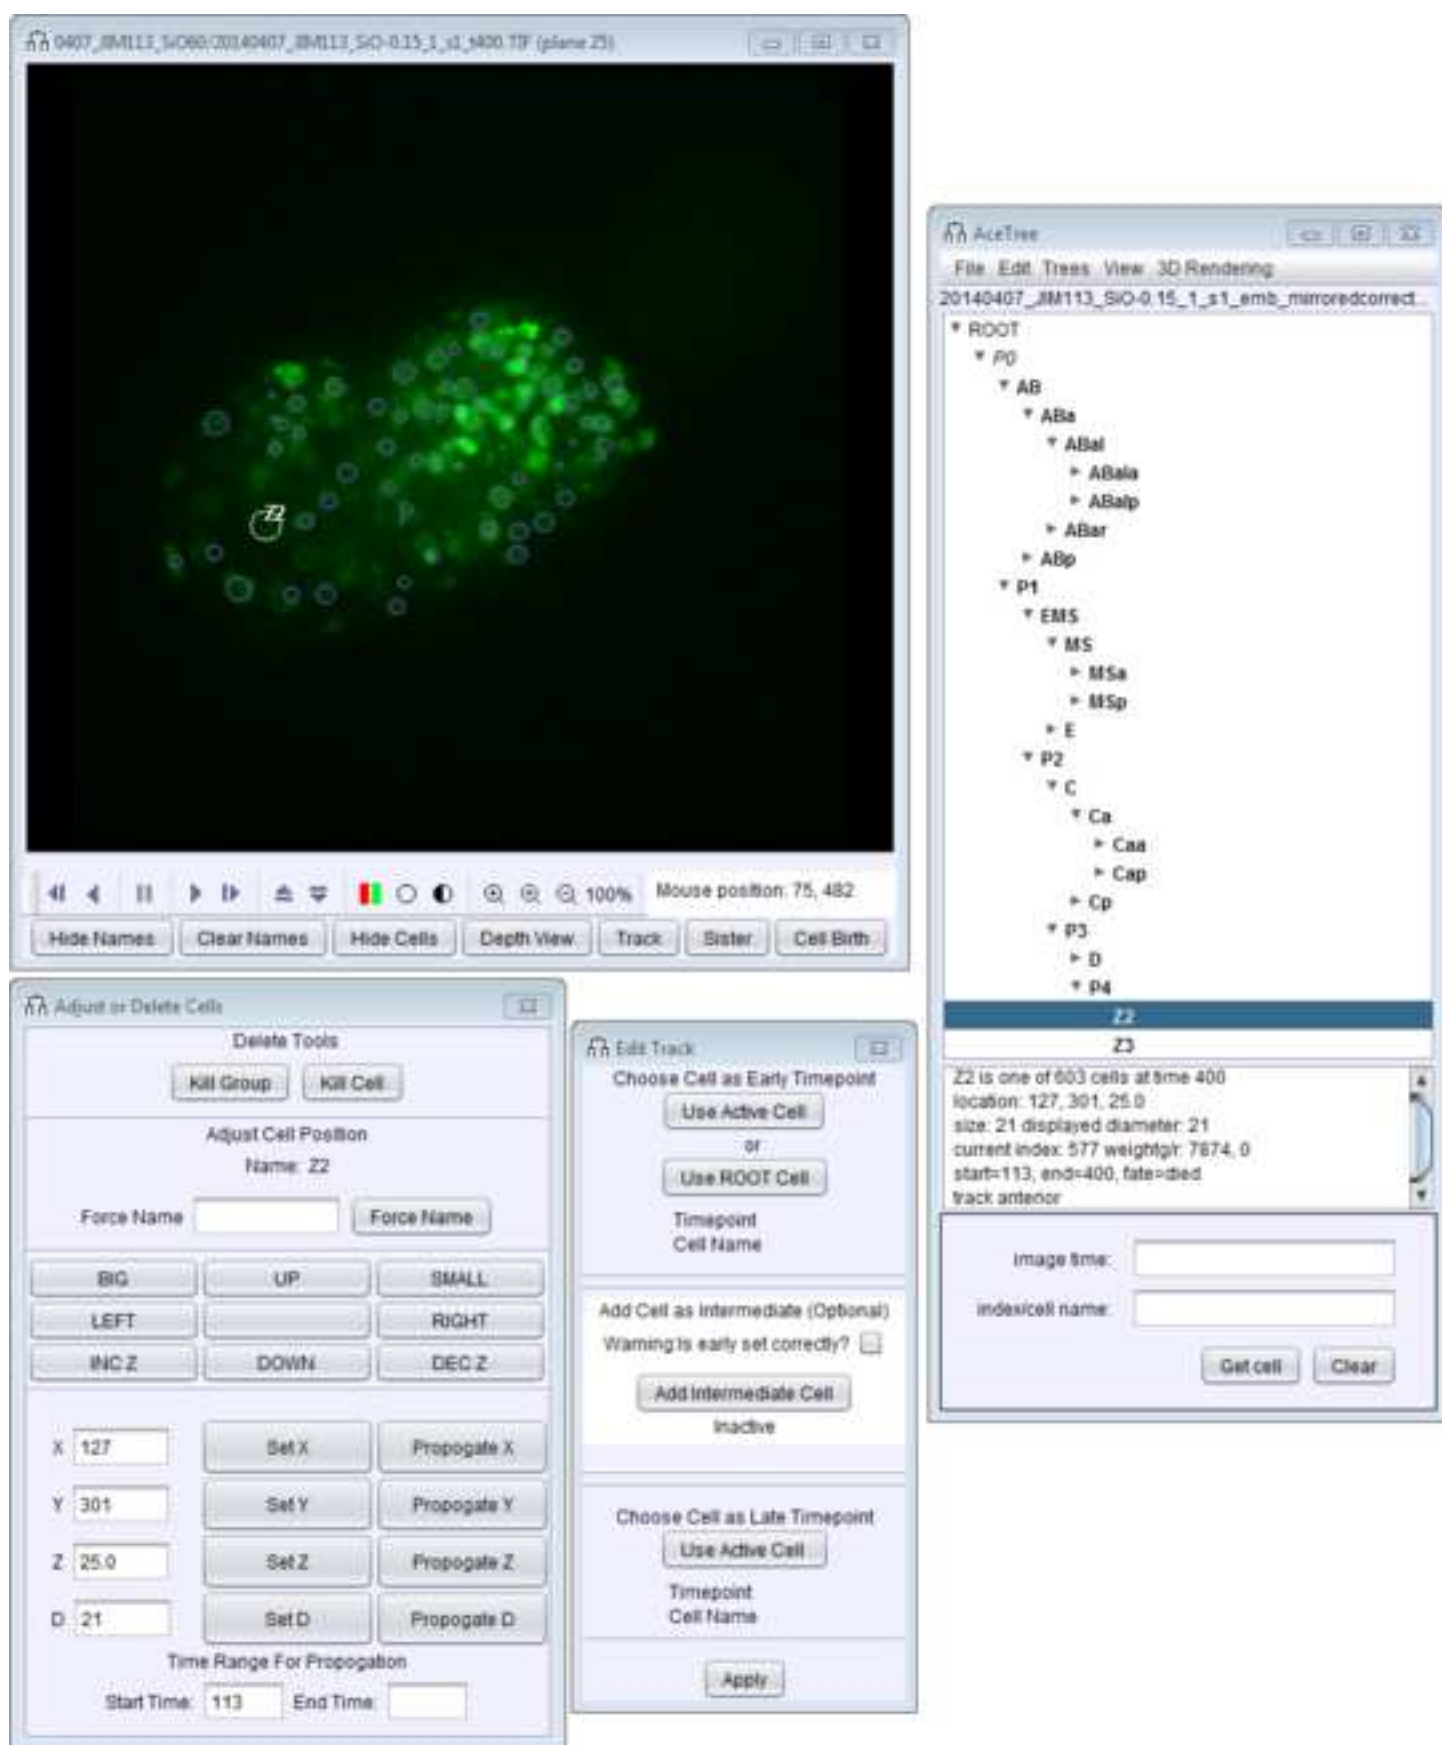 0407_JIM113_SiO60/20140407_JIM113_SiO-0.15_1_s1_t400.TIF (plane 25)
Z2
100% Mouse position: 75, 482
Hide Names Clear Names Hide Cells Depth View Track Sister Cell Birth
AceTree
File Edit Trees View 3D Rendering
20140407_JIM113_SiO-0.15_1_s1_emb_mirroredcorrect...
ROOT
P0
AB
ABa
ABal
ABala
ABalp
ABar
ABp
P1
EMS
MS
MSa
MSp
E
P2
C
Ca
Caa
Cap
Cp
P3
D
P4
Z2
Z3
Z2 is one of 603 cells at time 400
location: 127, 301, 25.0
size: 21 displayed diameter: 21
current index: 577 weightg/r: 7874, 0
start=113, end=400, fate=died
track anterior
image time:
index/cell name:
Get cell Clear
Adjust or Delete Cells
Delete Tools
Kill Group Kill Cell
Adjust Cell Position
Name: Z2
Force Name Force Name
BIG UP SMALL
LEFT RIGHT
INC Z DOWN DEC Z
X 127 Set X Propogate X
Y 301 Set Y Propogate Y
Z 25.0 Set Z Propogate Z
D 21 Set D Propogate D
Time Range For Propogation
Start Time: 113 End Time:
Edit Track
Choose Cell as Early Timepoint
Use Active Cell
or
Use ROOT Cell
Timepoint
Cell Name
Add Cell as Intermediate (Optional)
Warning:Is early set correctly?
Add Intermediate Cell
Inactive
Choose Cell as Late Timepoint
Use Active Cell
Timepoint
Cell Name
Apply